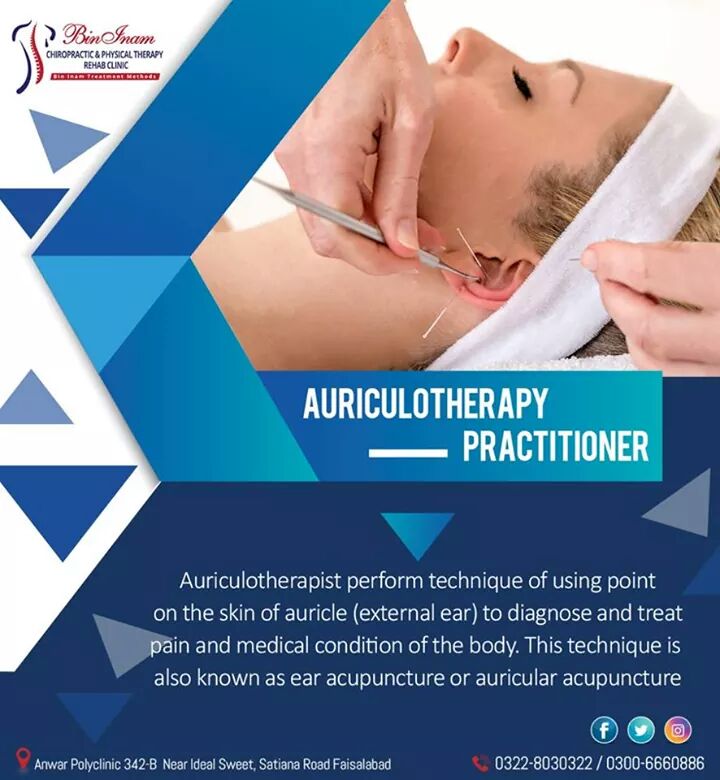 Bin Inam
CHIROPRACTIC & PHYSICAL THERAPY
REHAB CLINIC
Bin Inam Treatment Methods
AURICULOTHERAPY
PRACTITIONER
Auriculotherapist perform technique of using point
on the skin of auricle (external ear) to diagnose and treat
pain and medical condition of the body. This technique is
also known as ear acupuncture or auricular acupuncture
Anwar Polyclinic 342-B Near Ideal Sweet, Satiana Road Faisalabad
0322-8030322 / 0300-6660886